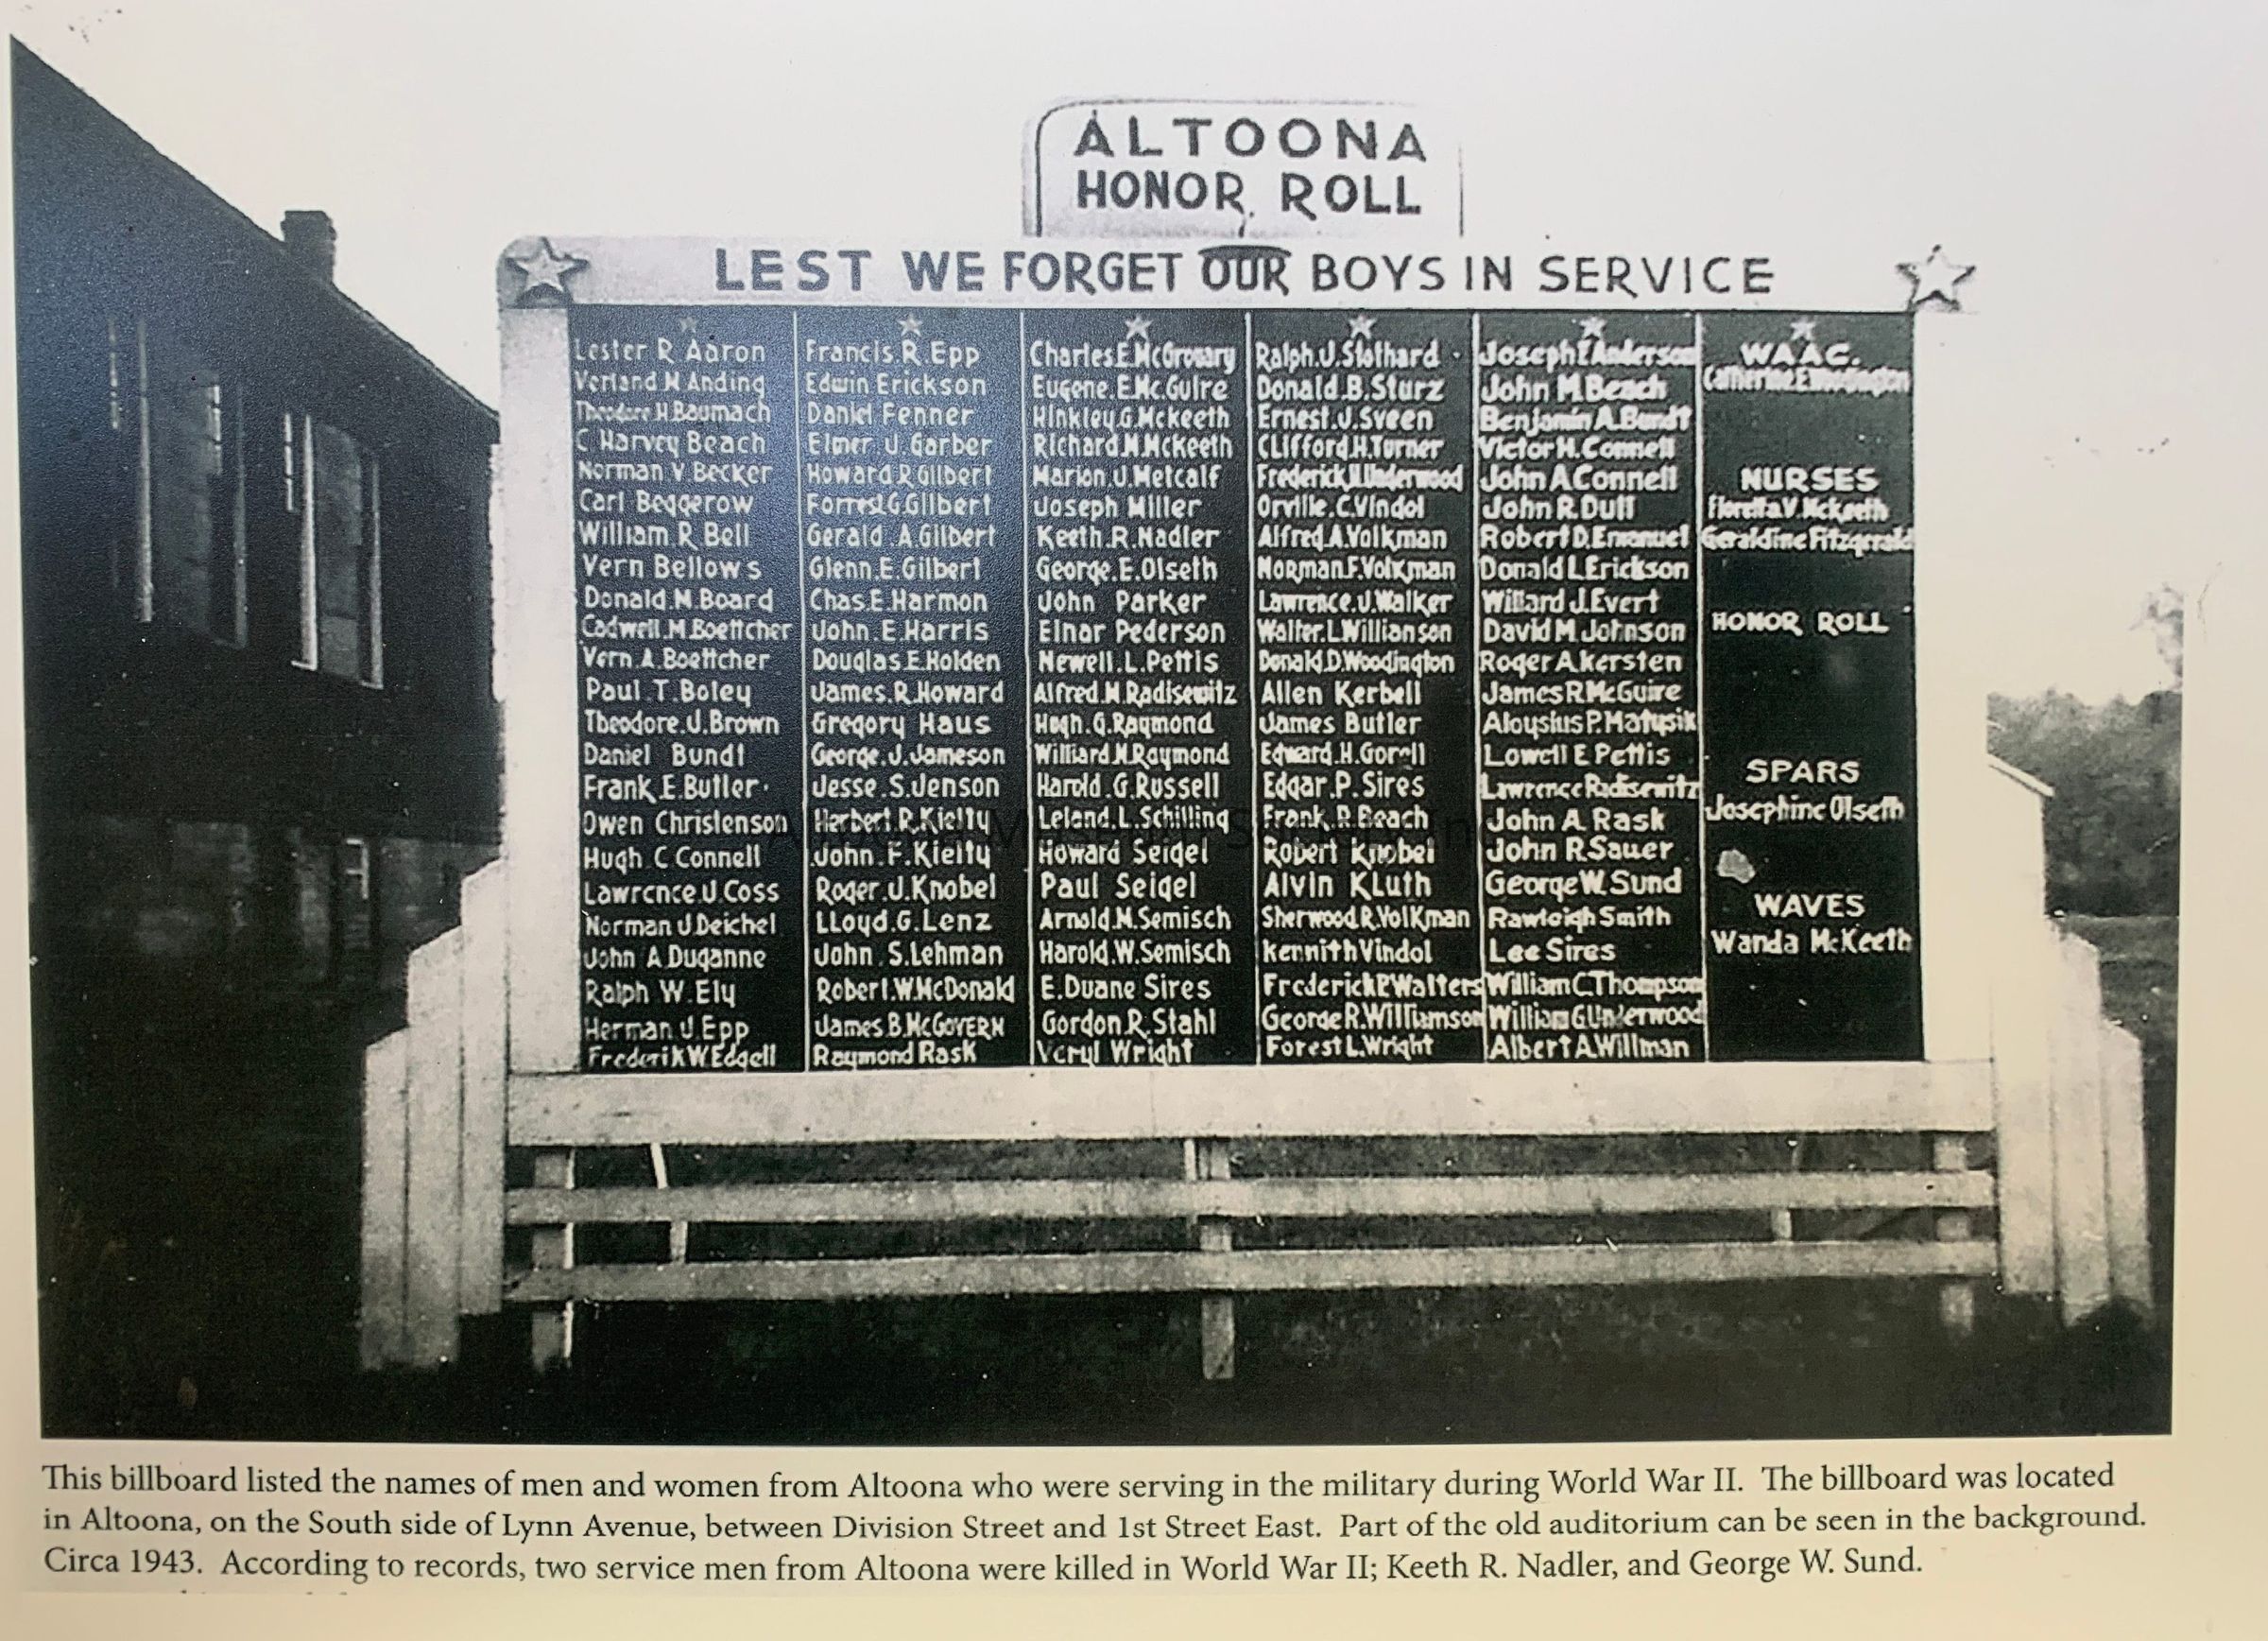 ALTOONA
HONOR ROLL
LEST WE FORGET OUR BOYS IN SERVICE
Lester R Aaron
Verland N Anding
Theodore H.Baumach
C Harvey Beach
Norman V Becker
Carl Beggerow
William R Bell
Vern Bellows
Donald.N.Board
Codwell.M.Boettcher
Vern.A.Boettcher
Paul.T.Boley
Theodore.J.Brown
Daniel Bundt
Frank.E.Butler.
Owen Christenson
Hugh C Connell
Lawrence.J.Coss
Norman J.Deichel
John A.Duganne
Ralph W.Ely
Herman J.Epp
Frederik W.Edgell
Francis.R.Epp
Edwin Erickson
Daniel Fenner
Elmer.J.Garber
Howard.R.Gilbert
Forrest.G.Gilbert
Gerald.A.Gilbert
Glenn.E.Gilbert
Chas.E.Harmon
John.E.Harris
Douglas.E.Holden
James.R.Howard
Gregory Haus
George.J.Jameson
Jesse.S.Jenson
Herbert.R.Kielty
John.F.Kielty
Roger.J.Knobel
LLoyd.G.Lenz
John.S.Lehman
Robert.W.McDonald
James B.McGOVERN
Raymond Rask
Charles.E.McGrosary
Eugene.E.Mc.Guire
Hinkley.G.Mckeeth
Richard.N.McKeeth
Marion.J.Metcalf
Joseph Miller
Keeth.R.Nadler
George.E.Olseth
John Parker
Einar Pederson
Newell.L.Pettis
Alfred.H.Radisewitz
Hugh.G.Raymond
Williard.N.Raymond
Harold.G.Russell
Leland.L.Schilling
Howard Seigel
Paul Seigel
Arnold.M.Semisch
Harold.W.Semisch
E.Duane Sires
Gordon.R.Stahl
Veryl Wright
Ralph.J.Slothard
Donald.B.Sturz
Ernest.J.Sveen
CLifford.H.Turner
Frederick.J.Underwood
Orville.C.Vindol
Alfred.A.Volkman
Norman.F.Volkman
Lawrence.J.Walker
Walter.L.Willianson
Donald.D.Woodington
Allen Kerbell
James Butler
Edward.H.Gorell
Edgar.P.Sires
Frank.P.Beach
Robert Knobel
Alvin KLuth
Sherwood.R.Volkman
Kennith Vindol
Frederick P.Walters
George R.Williamson
Forest L.Wright
Joseph F.Anderson
John M.Beach
Benjamin A.Bundt
Victor H.Connell
John A Connell
John R.Dull
Robert D.Emanuel
Donald L Erickson
Willard J.Evert
David M.Johnson
Roger A.Kersten
James R McGuire
Aloysius P.Matysik
Lowell E Pettis
Lawrence Radisewitz
John A Rask
John R Sauer
George W.Sund
Rawleigh Smith
Lee Sires
William C.Thompson
William G.Underwood
Albert A.Willman
WAAC.
Catherine E.Woodington
NURSES
Floretta V.Mckeeth
Geraldine Fitzgerald
HONOR ROLL
SPARS
Josephine Olseth
WAVES
Wanda McKeeth
This billboard listed the names of men and women from Altoona who were serving in the military during World War II. The billboard was located
in Altoona, on the South side of Lynn Avenue, between Division Street and 1st Street East. Part of the old auditorium can be seen in the background.
Circa 1943. According to records, two service men from Altoona were killed in World War II; Keeth R. Nadler, and George W. Sund.